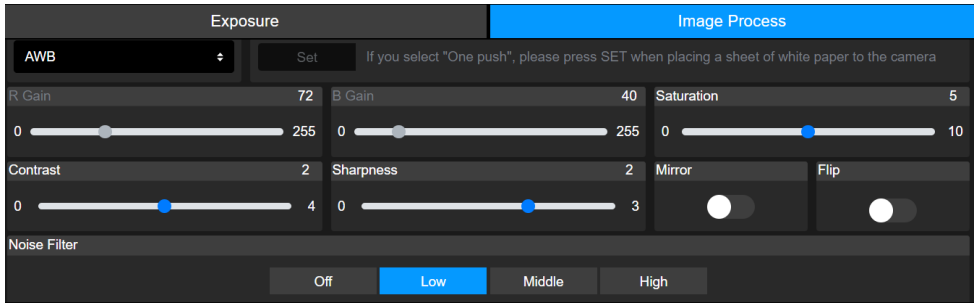 Exposure Image Process
AWB Set If you select "One push", please press SET when placing a sheet of white paper to the camera
R Gain 72 B Gain 40 Saturation 5
0 255 0 255 0 10
Contrast 2 Sharpness 2 Mirror Flip
0 4 0 3
Noise Filter
Off Low Middle High